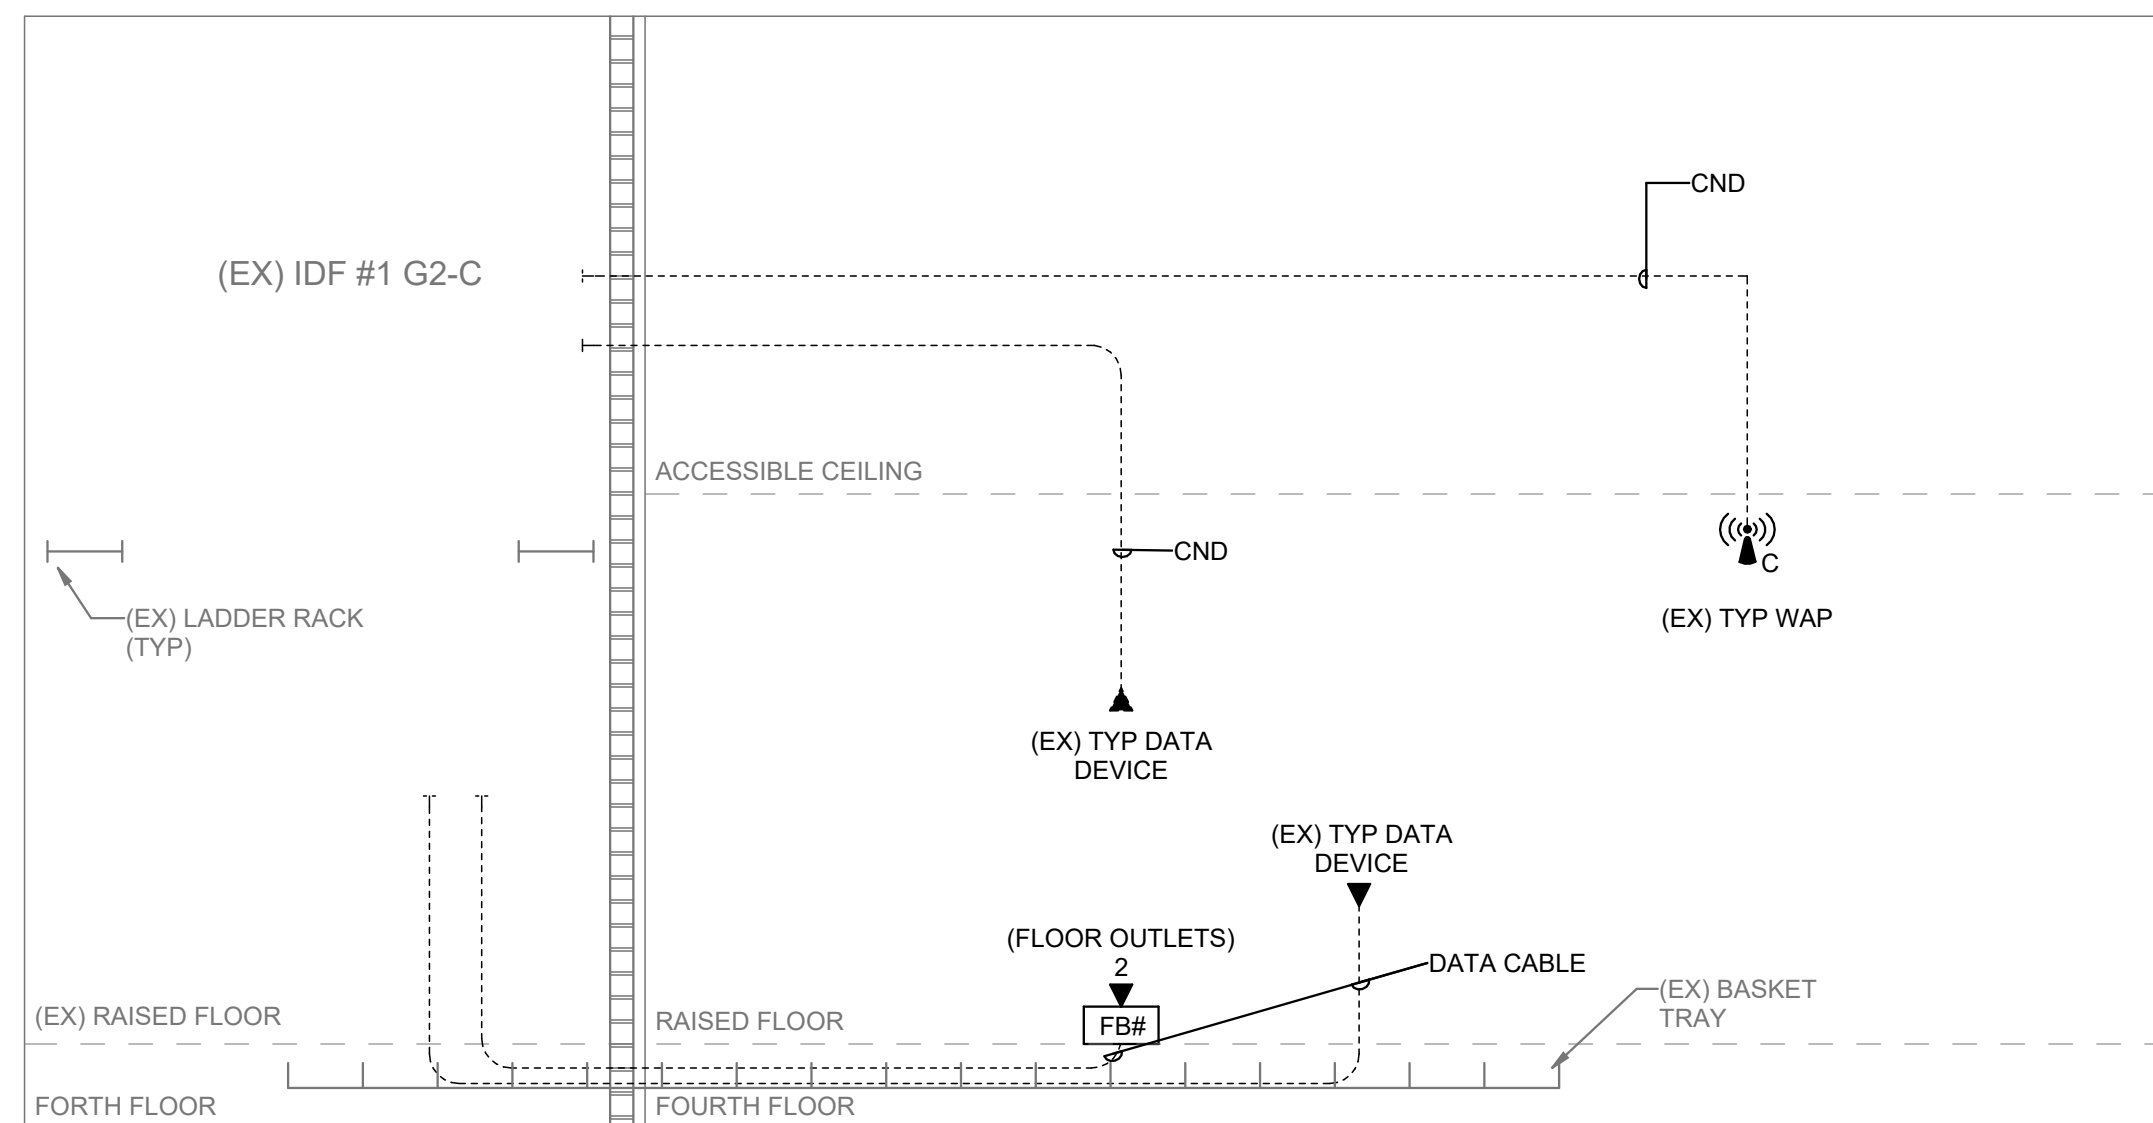 CND
(EX) IDF #1 G2-C
ACCESSIBLE CEILING
CND
C
(EX) LADDER RACK
(TYP)
(EX) TYP WAP
(EX) TYP DATA
DEVICE
(EX) TYP DATA
DEVICE
(FLOOR OUTLETS)
2
DATA CABLE
(EX) BASKET
TRAY
(EX) RAISED FLOOR
RAISED FLOOR
FB#
FORTH FLOOR
FOURTH FLOOR